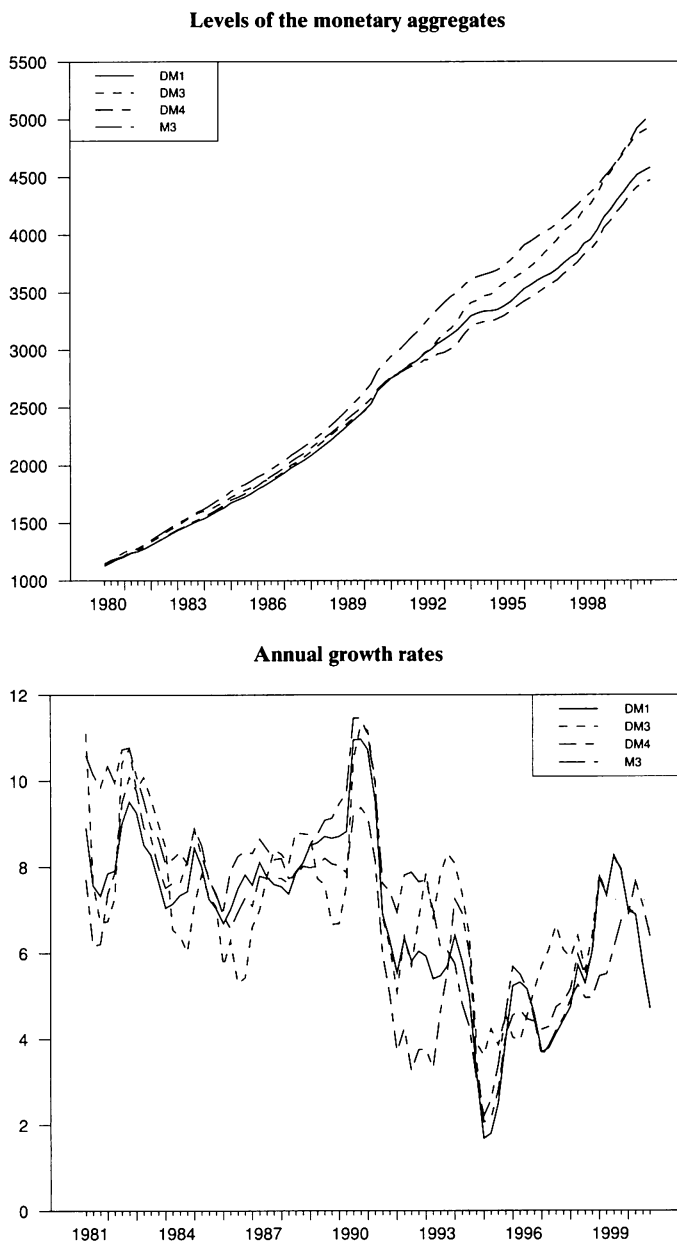 Levels of the monetary aggregates
5500
5000
4500
4000
3500
3000
2500
2000
1500
1000
DM1
DM3
DM4
M3
1980 1983 1986 1989 1992 1995 1998
Annual growth rates
12
10
8
6
4
2
0
DM1
DM3
DM4
M3
1981 1984 1987 1990 1993 1996 1999